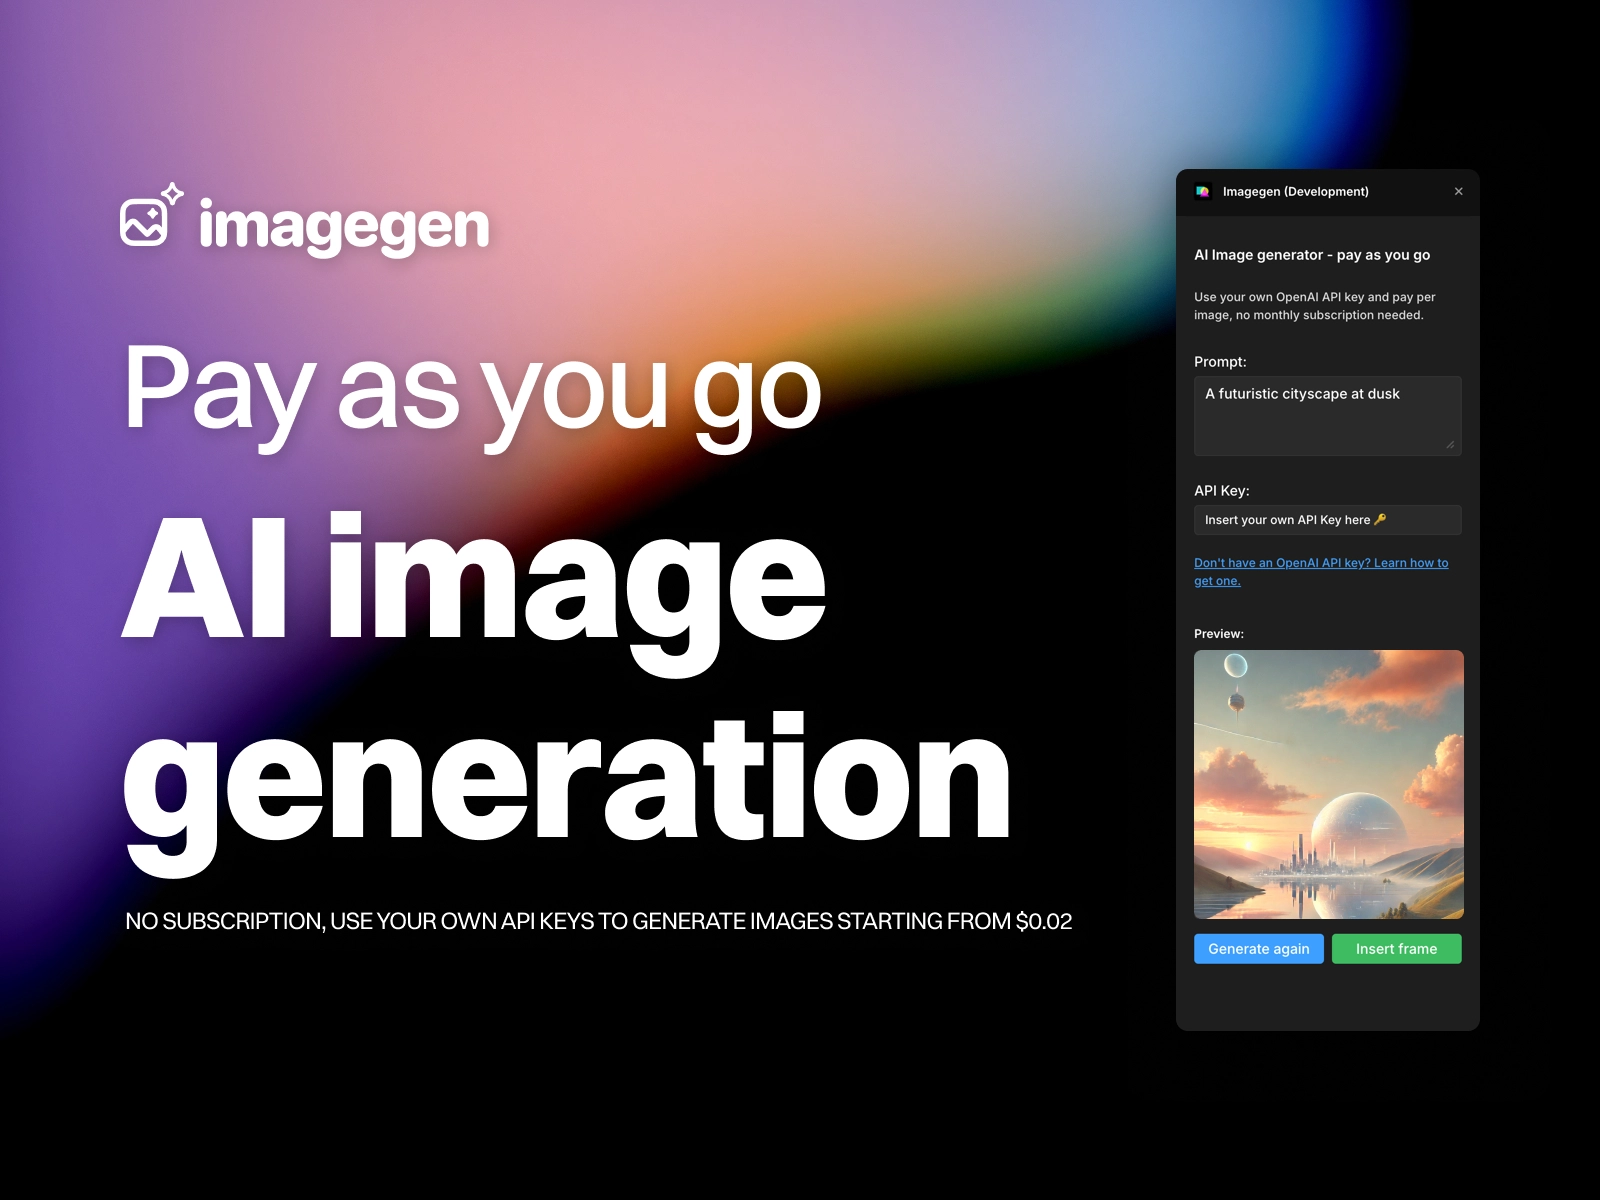 imagegen
Pay as you go
AI image
generation
NO SUBSCRIPTION, USE YOUR OWN API KEYS TO GENERATE IMAGES STARTING FROM $0.02
Imagegen (Development)
AI Image generator - pay as you go
Use your own OpenAI API key and pay per
image, no monthly subscription needed.
Prompt:
A futuristic cityscape at dusk
API Key:
Insert your own API Key here 🔑
Don't have an OpenAI API key? Learn how to
get one.
Preview:
Generate again
Insert frame